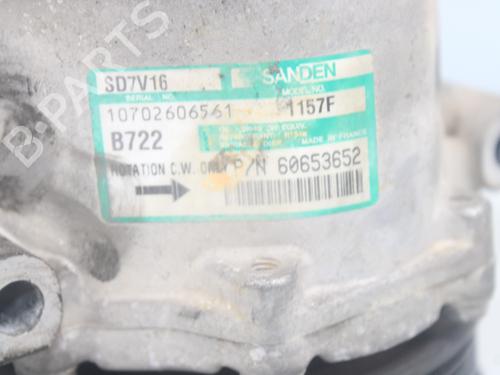 B-PARTS
SD7V16 SANDEN
SERIAL NO. MODEL NO.
10702606561 1157F
B722
MADE IN FRANCE
ROTATION C.W. ONLY P/N 60653652